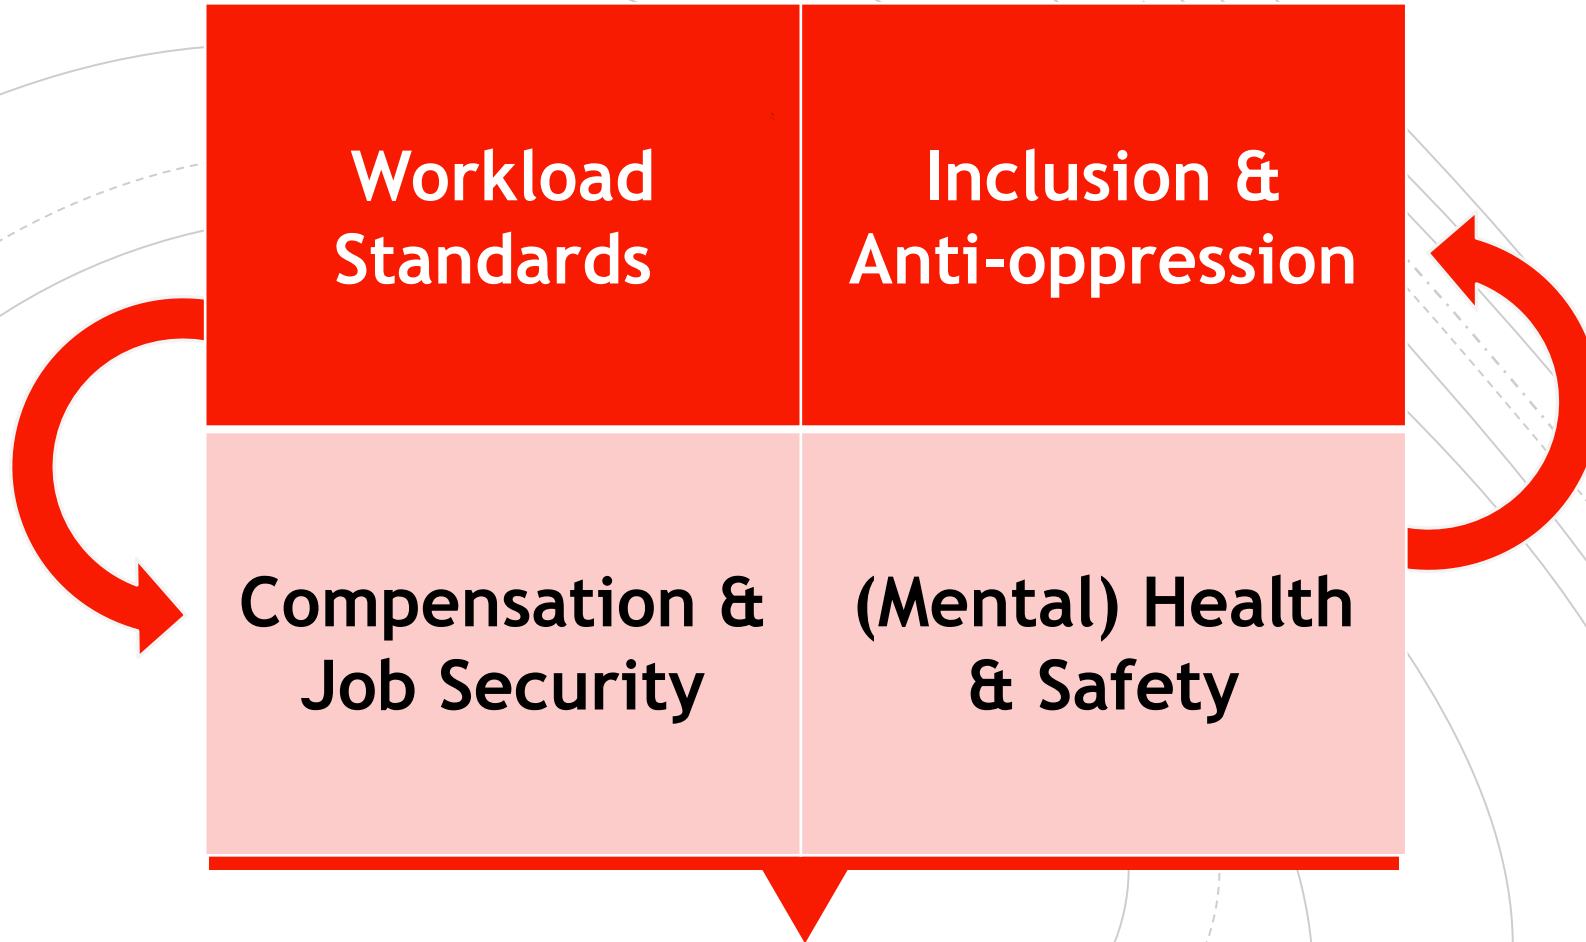 Workload
Standards
Inclusion &
Anti-oppression
Compensation &
Job Security
(Mental) Health
& Safety